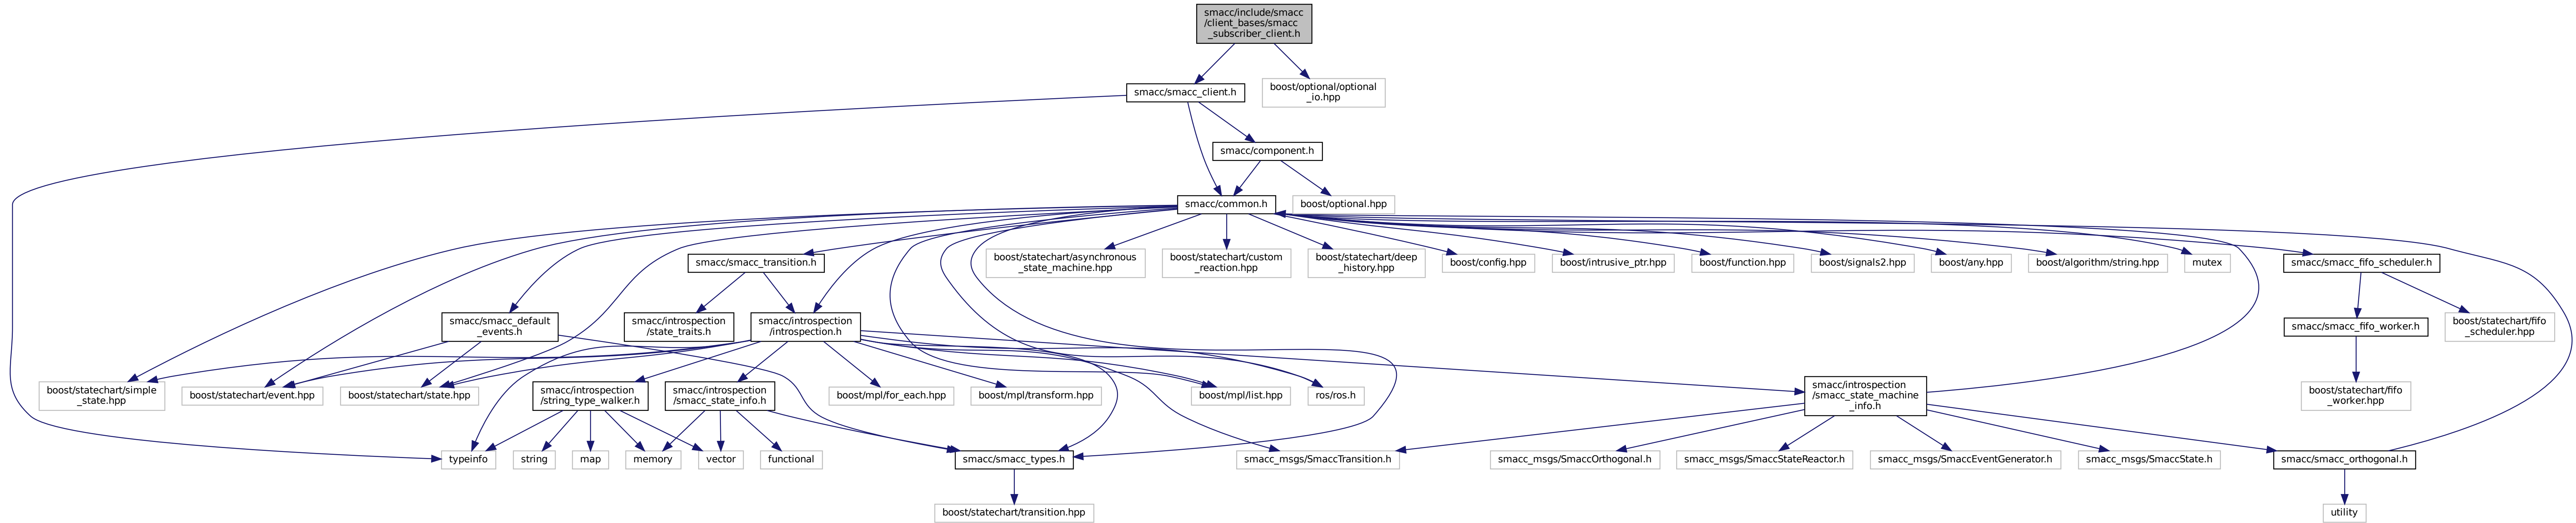 smacc/include/smacc
/client_bases/smacc
_subscriber_client.h
smacc/smacc_client.h
boost/optional/optional
_io.hpp
smacc/component.h
smacc/common.h
boost/optional.hpp
smacc/smacc_transition.h
boost/statechart/asynchronous
_state_machine.hpp
boost/statechart/custom
_reaction.hpp
boost/statechart/deep
_history.hpp
boost/config.hpp
boost/intrusive_ptr.hpp
boost/function.hpp
boost/signals2.hpp
boost/any.hpp
boost/algorithm/string.hpp
mutex
smacc/smacc_fifo_scheduler.h
smacc/smacc_default
_events.h
smacc/introspection
/state_traits.h
smacc/introspection
/introspection.h
smacc/smacc_fifo_worker.h
boost/statechart/fifo
_scheduler.hpp
boost/statechart/simple
_state.hpp
boost/statechart/event.hpp
boost/statechart/state.hpp
smacc/introspection
/string_type_walker.h
smacc/introspection
/smacc_state_info.h
boost/mpl/for_each.hpp
boost/mpl/transform.hpp
boost/mpl/list.hpp
ros/ros.h
smacc/introspection
/smacc_state_machine
_info.h
boost/statechart/fifo
_worker.hpp
typeinfo
string
map
memory
vector
functional
smacc/smacc_types.h
smacc_msgs/SmaccTransition.h
smacc_msgs/SmaccOrthogonal.h
smacc_msgs/SmaccStateReactor.h
smacc_msgs/SmaccEventGenerator.h
smacc_msgs/SmaccState.h
smacc/smacc_orthogonal.h
boost/statechart/transition.hpp
utility